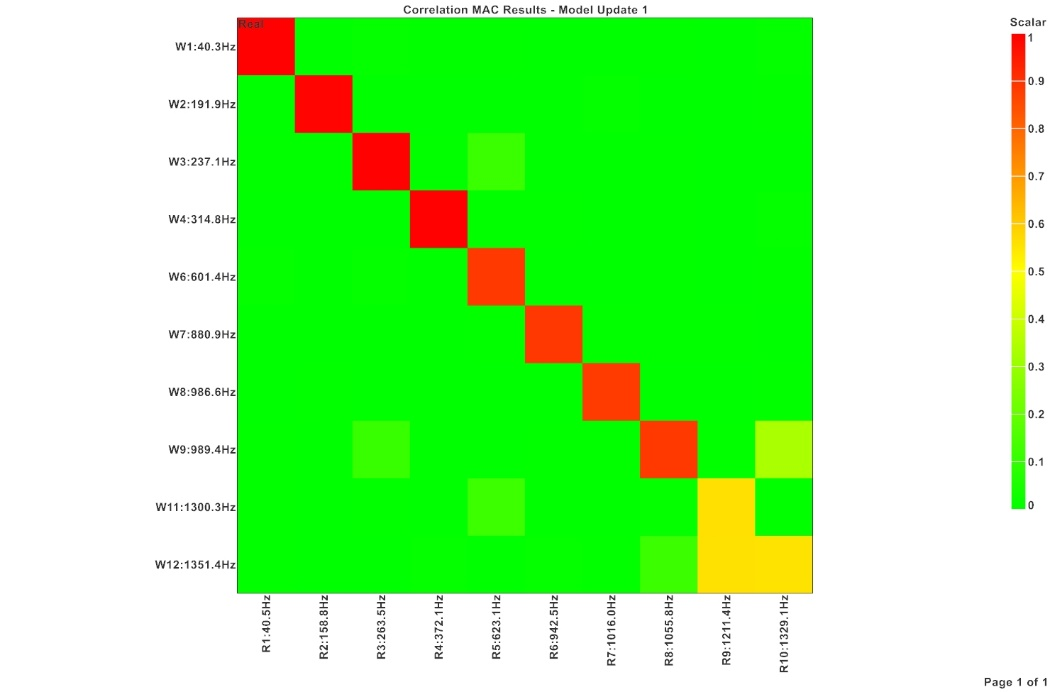 Correlation MAC Results - Model Update 1
Real
Scalar
W1:40.3Hz
W2:191.9Hz
W3:237.1Hz
W4:314.8Hz
W6:601.4Hz
W7:880.9Hz
W8:986.6Hz
W9:989.4Hz
W11:1300.3Hz
W12:1351.4Hz
1
0.9
0.8
0.7
0.6
0.5
0.4
0.3
0.2
0.1
0
R1:40.5Hz
R2:158.8Hz
R3:263.5Hz
R4:372.1Hz
R5:623.1Hz
R6:942.5Hz
R7:1016.0Hz
R8:1055.8Hz
R9:1211.4Hz
R10:1329.1Hz
Page 1 of 1